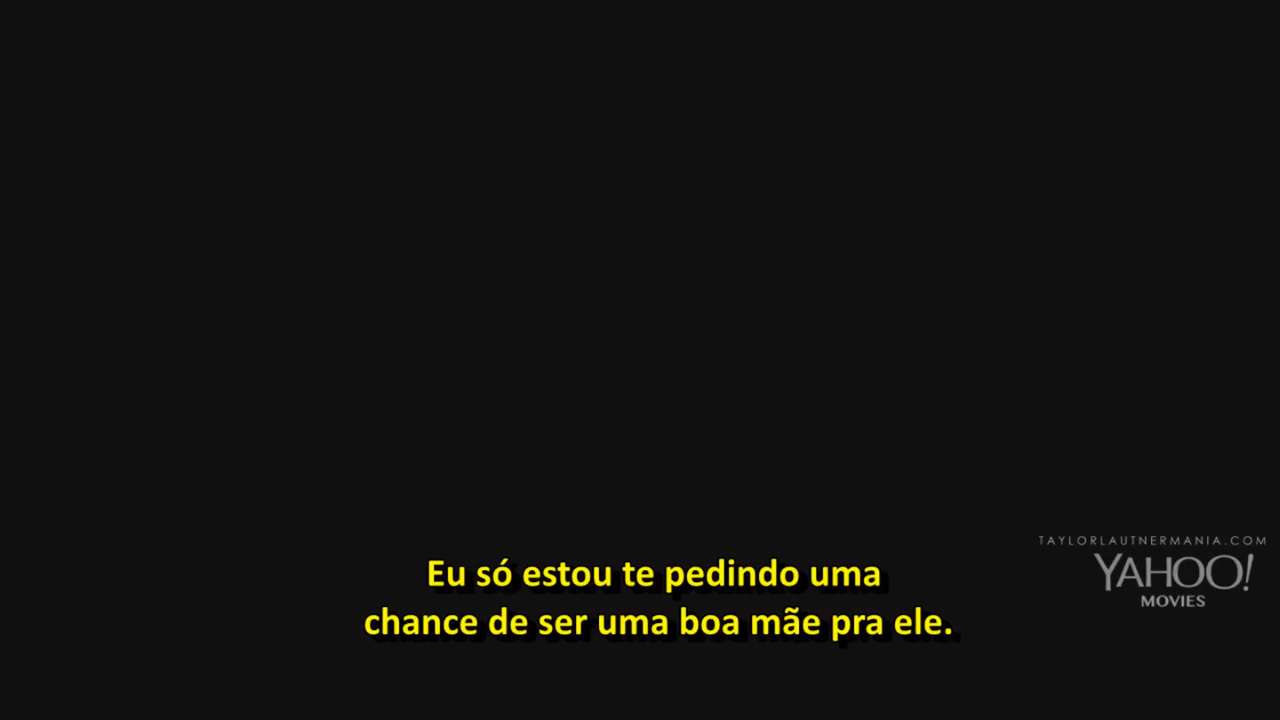 TAYLORLAUTNERMANIA.COM
YAHOO!
MOVIES
Eu só estou te pedindo uma
chance de ser uma boa mãe pra ele.